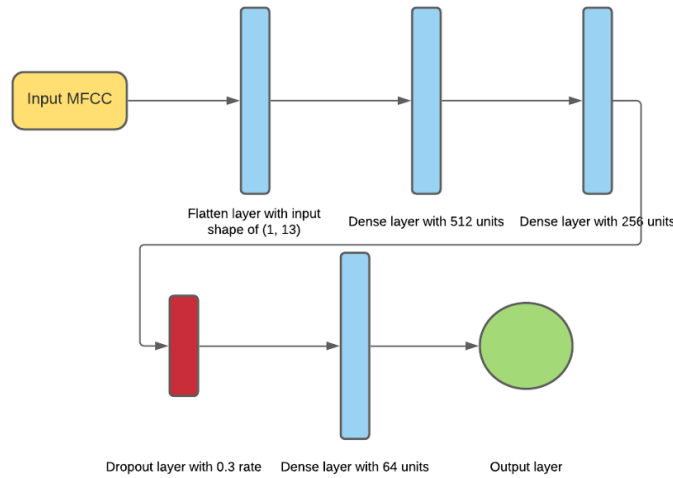 Input MFCC
Flatten layer with input
shape of (1, 13)
Dense layer with 512 units
Dense layer with 256 units
Dropout layer with 0.3 rate
Dense layer with 64 units
Output layer